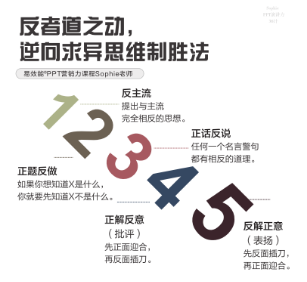 反者道之动，
逆向求异思维制胜法
易效能®PPT营销力课程Sophie老师
1
反主流
提出与主流
完全相反的思想。
2
正话反说
任何一个名言警句
都有相反的道理。
3
正题反做
如果你想知道X是什么，
你就要先知道X不是什么。
4
正解反意
（批评）
先正面迎合，
再反面插刀。
5
反解正意
（表扬）
先反面插刀，
再正面迎合。